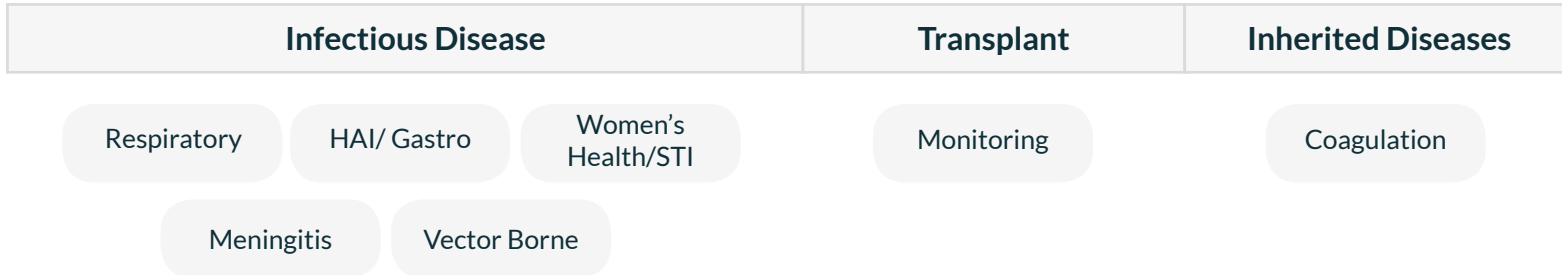 Infectious Disease
Transplant
Inherited Diseases
Respiratory
HAI/ Gastro
Women’s
Health/STI
Monitoring
Coagulation
Meningitis
Vector Borne